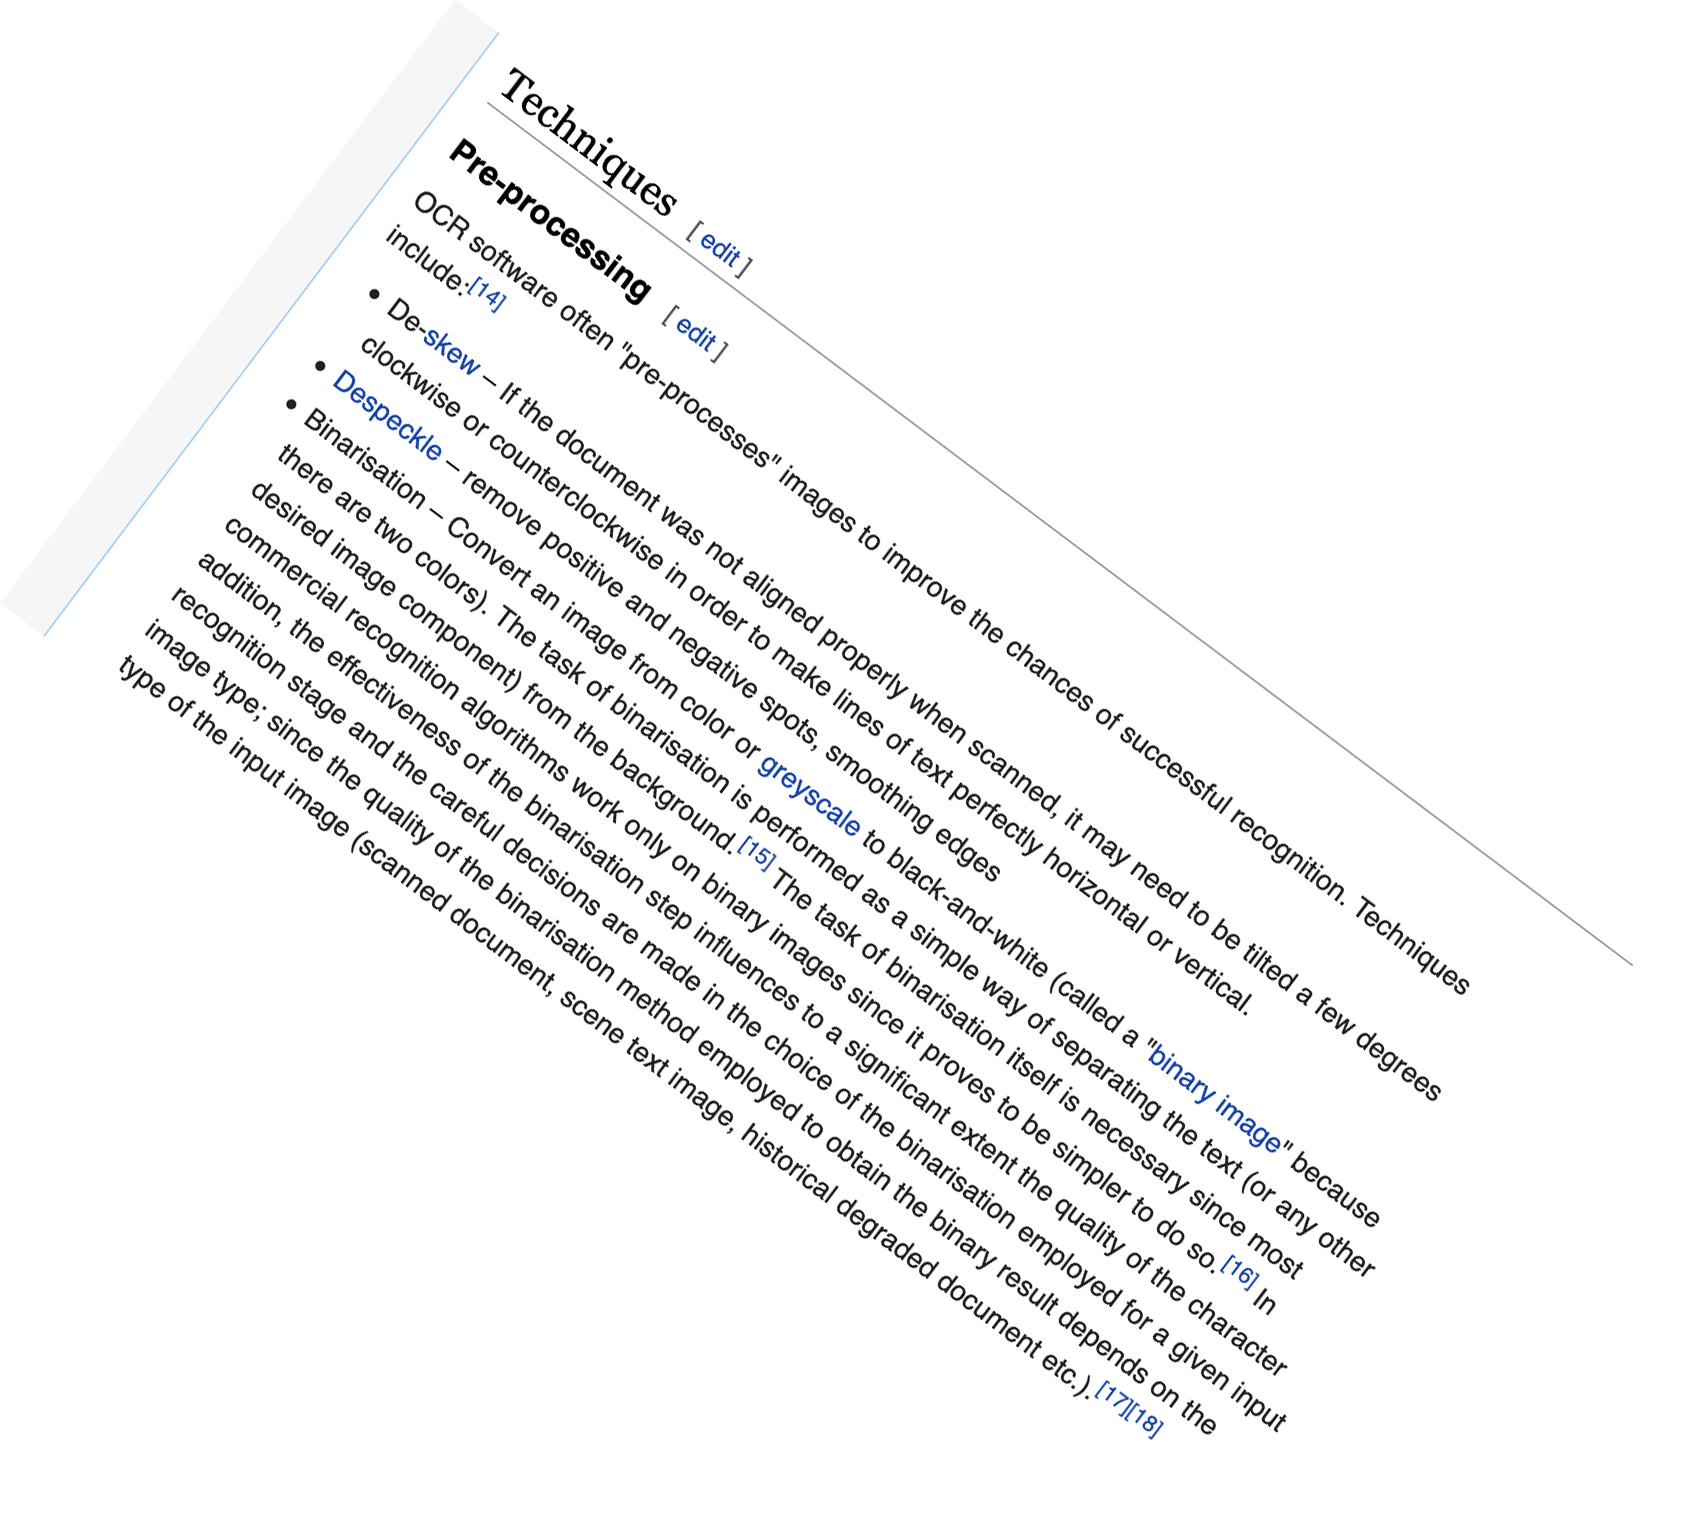 Techniques [ edit ]
Pre-processing [ edit ]
OCR software often "pre-processes" images to improve the chances of successful recognition. Techniques
include:[14]
• De-skew – If the document was not aligned properly when scanned, it may need to be tilted a few degrees
clockwise or counterclockwise in order to make lines of text perfectly horizontal or vertical.
• Despeckle – remove positive and negative spots, smoothing edges
• Binarisation – Convert an image from color or greyscale to black-and-white (called a "binary image" because
there are two colors). The task of binarisation is performed as a simple way of separating the text (or any other
desired image component) from the background.[15] The task of binarisation itself is necessary since most
commercial recognition algorithms work only on binary images since it proves to be simpler to do so.[16] In
addition, the effectiveness of the binarisation step influences to a significant extent the quality of the character
recognition stage and the careful decisions are made in the choice of the binarisation employed for a given input
image type; since the quality of the binarisation method employed to obtain the binary result depends on the
type of the input image (scanned document, scene text image, historical degraded document etc.).[17][18]